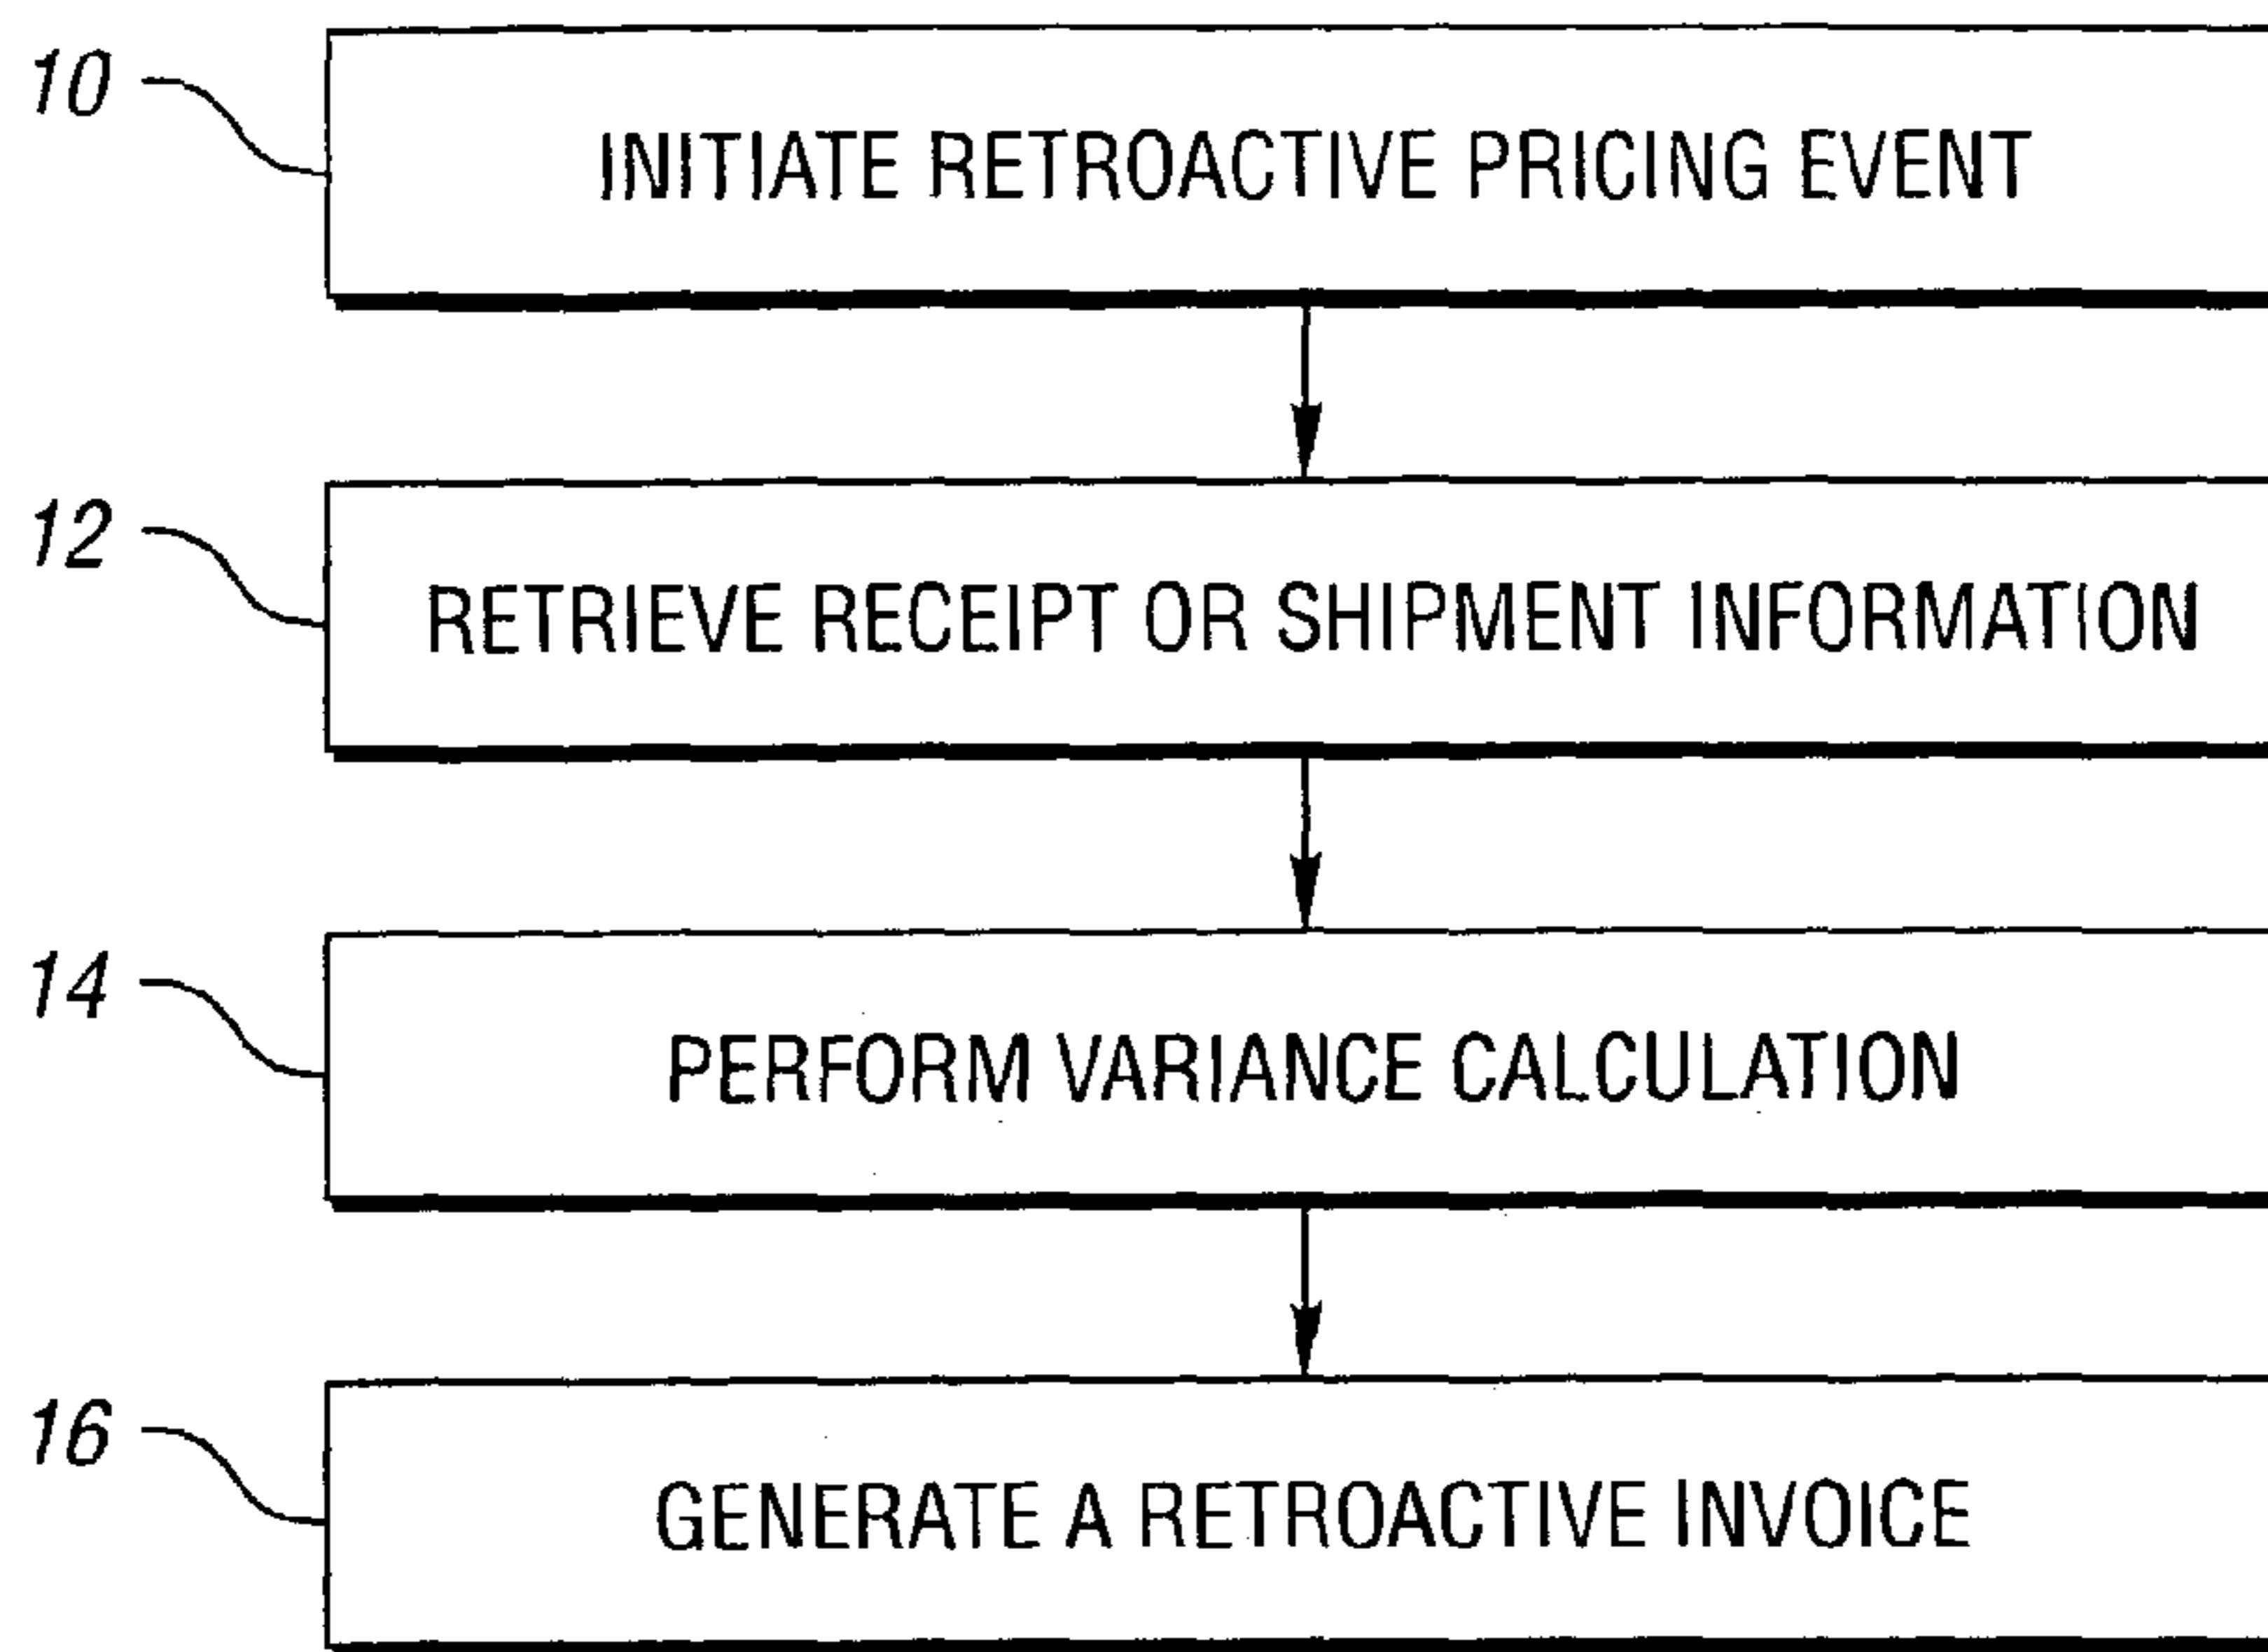 10
INITIATE RETROACTIVE PRICING EVENT
12
RETRIEVE RECEIPT OR SHIPMENT INFORMATION
14
PERFORM VARIANCE CALCULATION
16
GENERATE A RETROACTIVE INVOICE